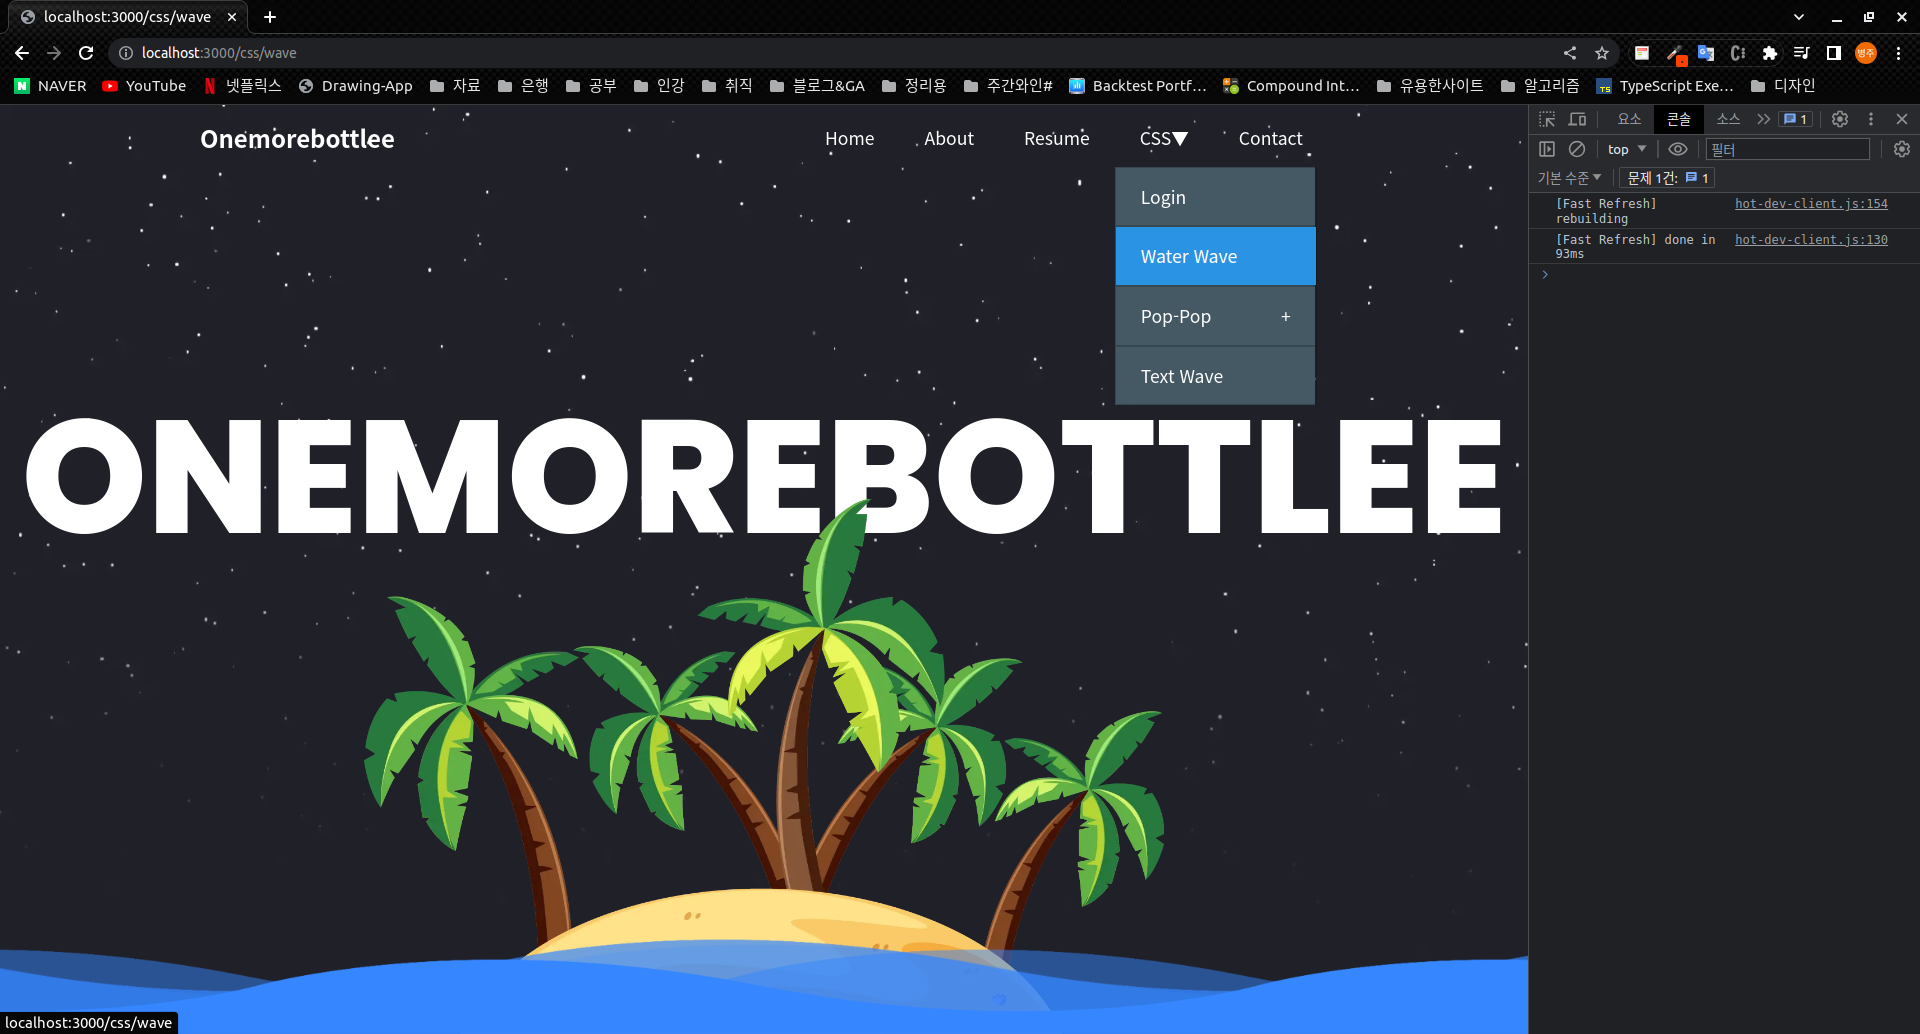 localhost:3000/css/wave
localhost:3000/css/wave
병주
NAVER YouTube 넷플릭스 Drawing-App 자료 은행 공부 인강 취직 블로그&GA 정리용 주간와인# Backtest Portf… Compound Int… 유용한사이트 알고리즘 TypeScript Exe… 디자인
Onemorebottlee Home About Resume CSS▼ Contact
Login
Water Wave
Pop-Pop +
Text Wave
ONEMOREBOTTLEE
요소 콘솔 소스 1
top 필터
기본 수준 문제 1건: 1
[Fast Refresh] rebuilding hot-dev-client.js:154
[Fast Refresh] done in 93ms hot-dev-client.js:130
localhost:3000/css/wave